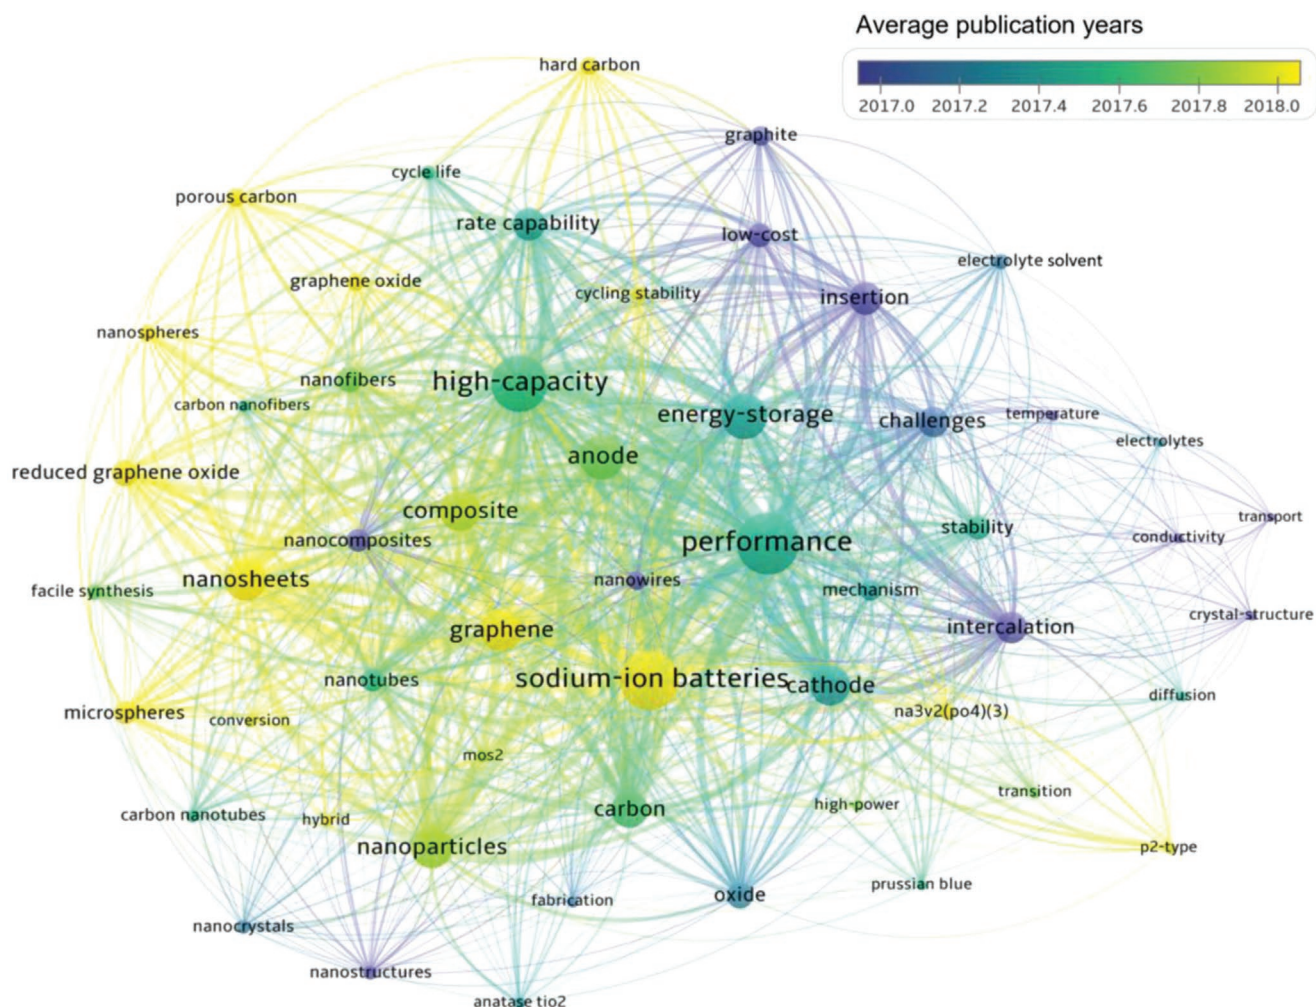 Average publication years
2017.0 2017.2 2017.4 2017.6 2017.8 2018.0
hard carbon
graphite
cycle life
porous carbon
rate capability
low-cost
electrolyte solvent
graphene oxide
cycling stability
insertion
nanospheres
nanofibers
high-capacity
carbon nanofibers
energy-storage
challenges
temperature
electrolytes
anode
reduced graphene oxide
composite
transport
stability
conductivity
nanocomposites
performance
nanosheets
nanowires
facile synthesis
mechanism
crystal-structure
graphene
intercalation
nanotubes
sodium-ion batteries
cathode
diffusion
microspheres
conversion
na3v2(po4)(3)
mos2
transition
carbon nanotubes
hybrid
carbon
high-power
nanoparticles
p2-type
prussian blue
fabrication
oxide
nanocrystals
nanostructures
anatase tio2